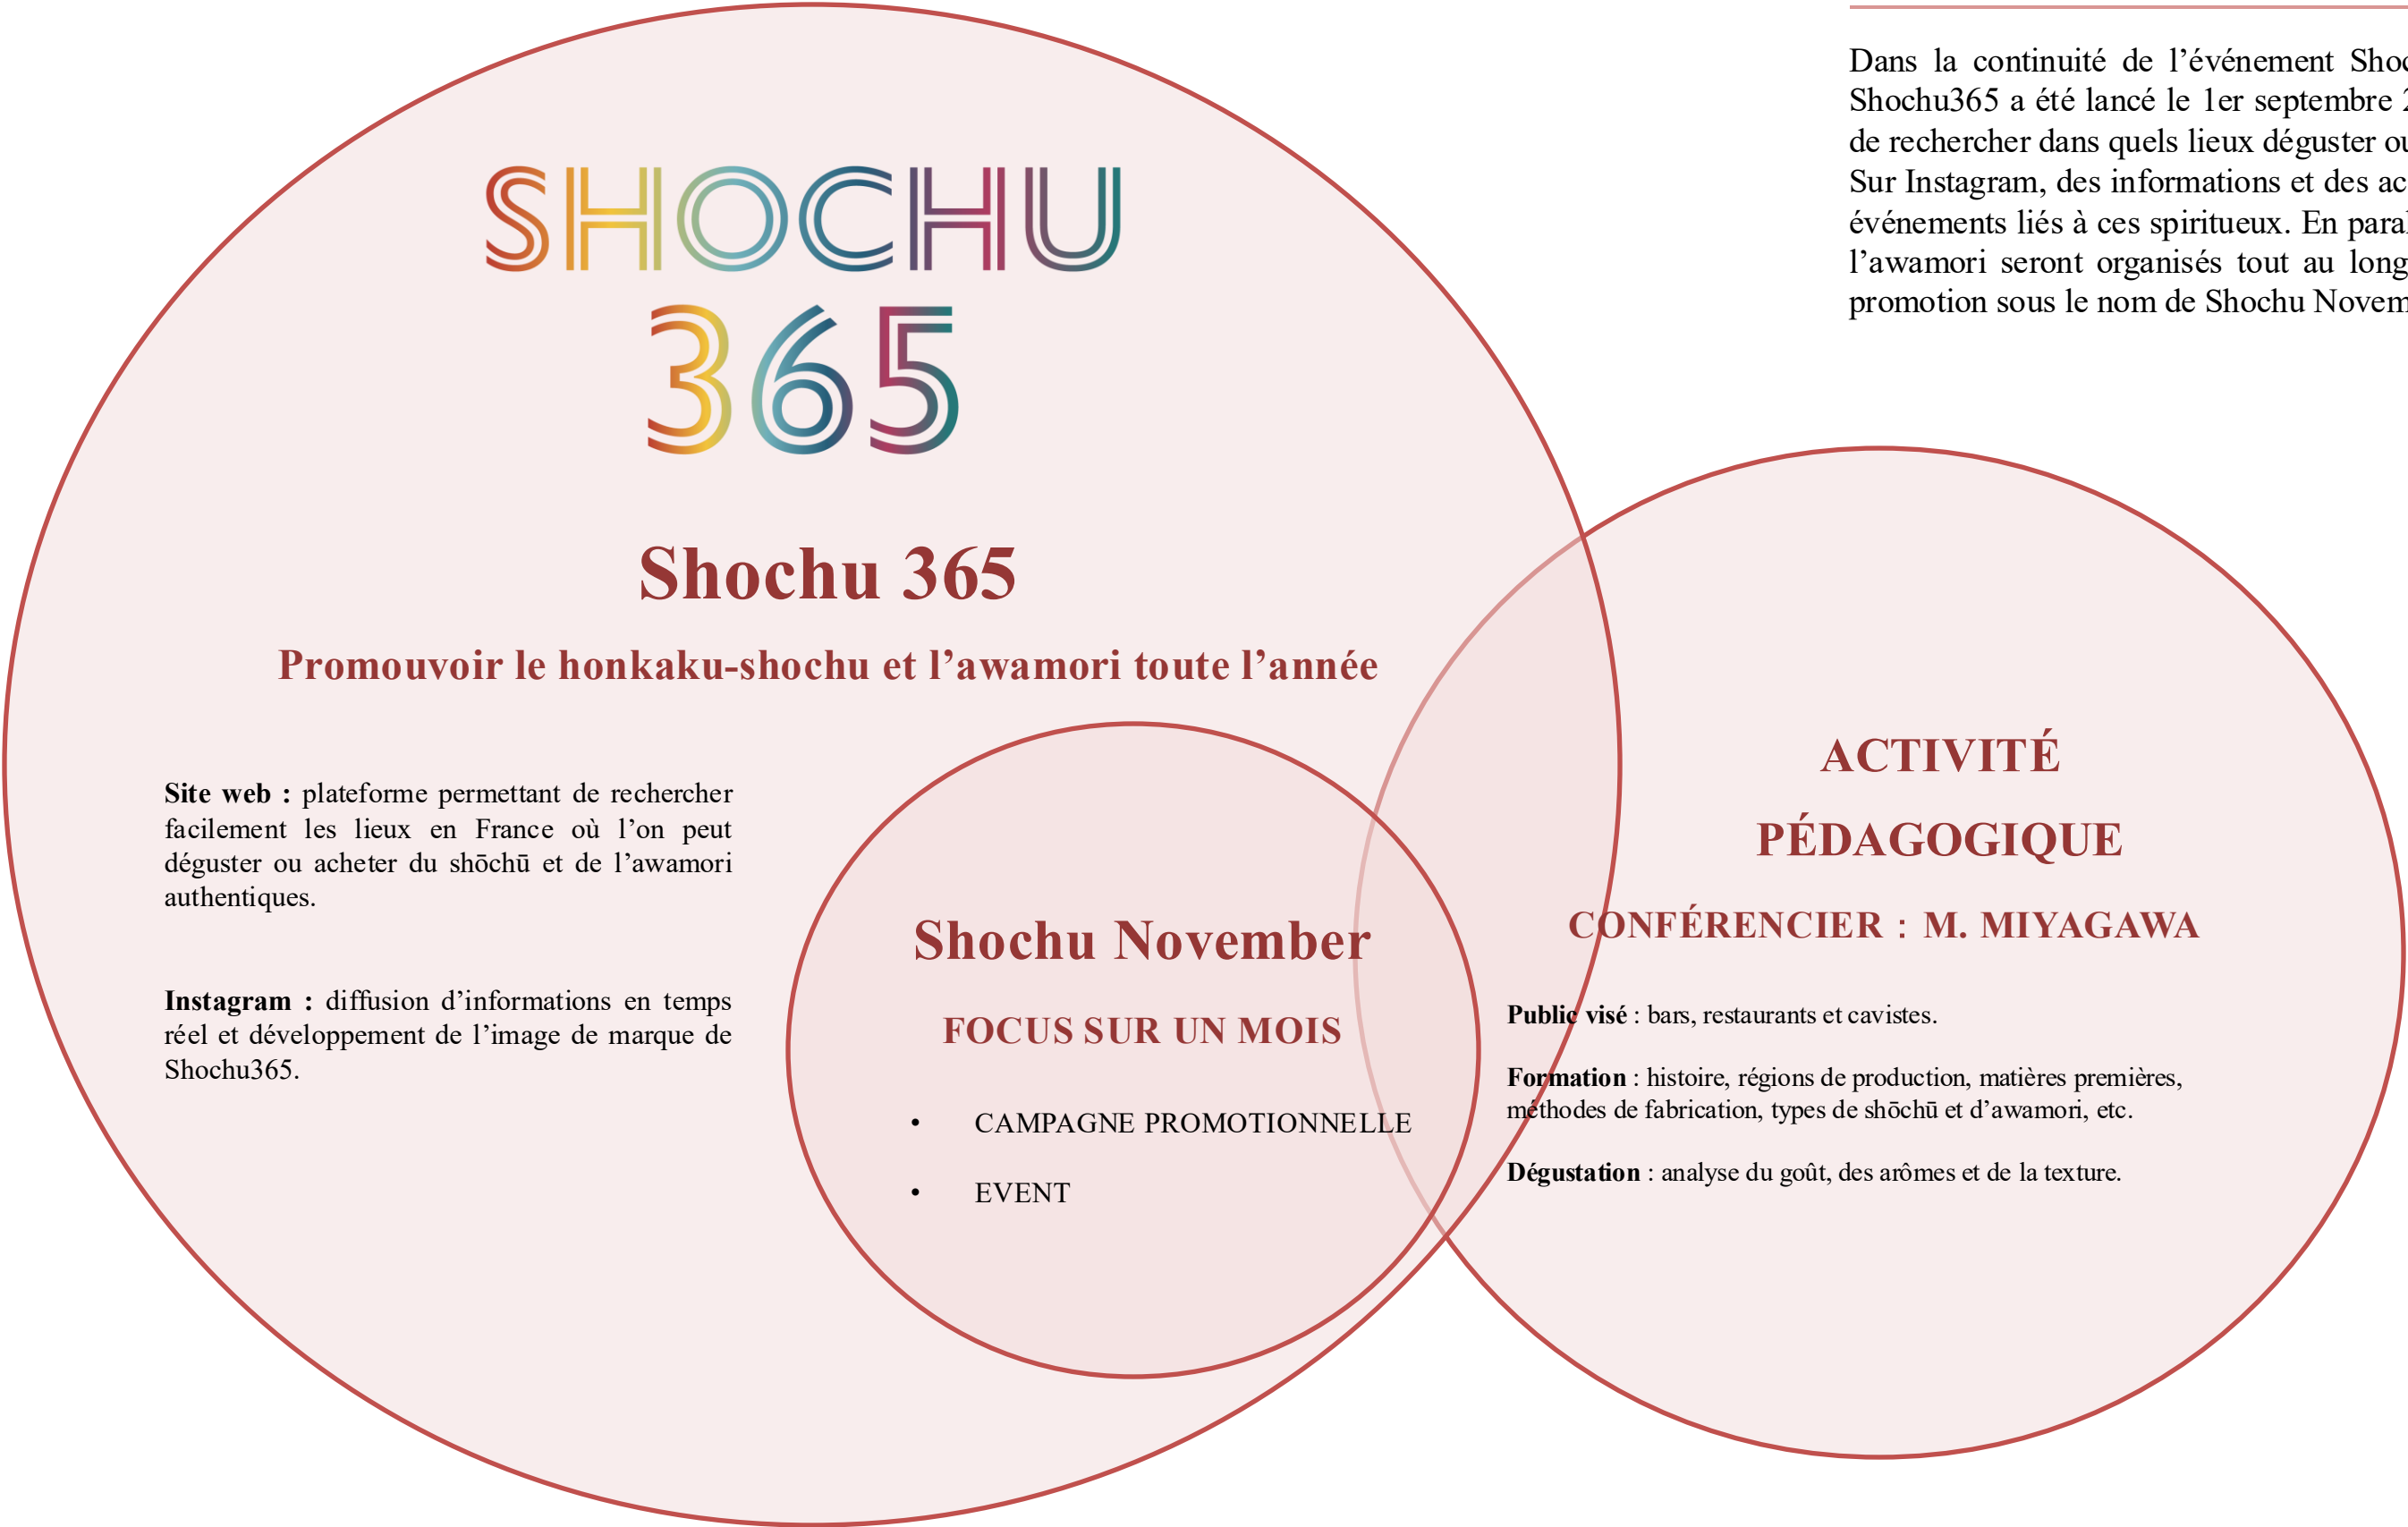 Dans la continuité de l’événement
Shochu365 a été lancé le 1er septembre
de rechercher dans quels lieux déguster
Sur Instagram, des informations et des
événements liés à ces spiritueux. En
l’awamori seront organisés tout au long
promotion sous le nom de Shochu
SHOCHU
365
Shochu 365
Promouvoir le honkaku-shochu et l’awamori toute l’année
Site web : plateforme permettant de rechercher
facilement les lieux en France où l’on peut
déguster ou acheter du shōchū et de l’awamori
authentiques.
Instagram : diffusion d’informations en temps
réel et développement de l’image de marque de
Shochu365.
Shochu November
FOCUS SUR UN MOIS
• CAMPAGNE PROMOTIONNELLE
• EVENT
ACTIVITÉ
PÉDAGOGIQUE
CONFÉRENCIER : M. MIYAGAWA
Public visé : bars, restaurants et cavistes.
Formation : histoire, régions de production, matières premières,
méthodes de fabrication, types de shōchū et d’awamori, etc.
Dégustation : analyse du goût, des arômes et de la texture.